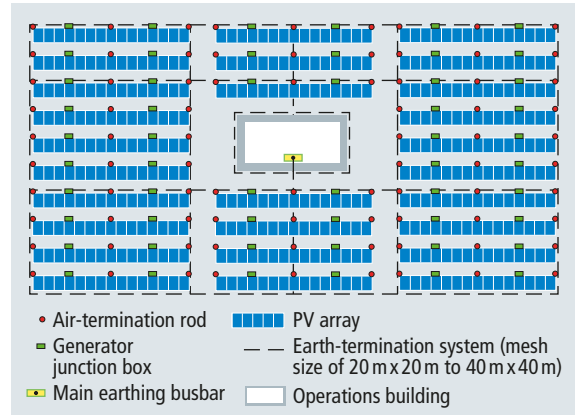 Air-termination rod
PV array
Generator
junction box
Earth-termination system (mesh
size of 20 m x 20 m to 40 m x 40 m)
Main earthing busbar
Operations building